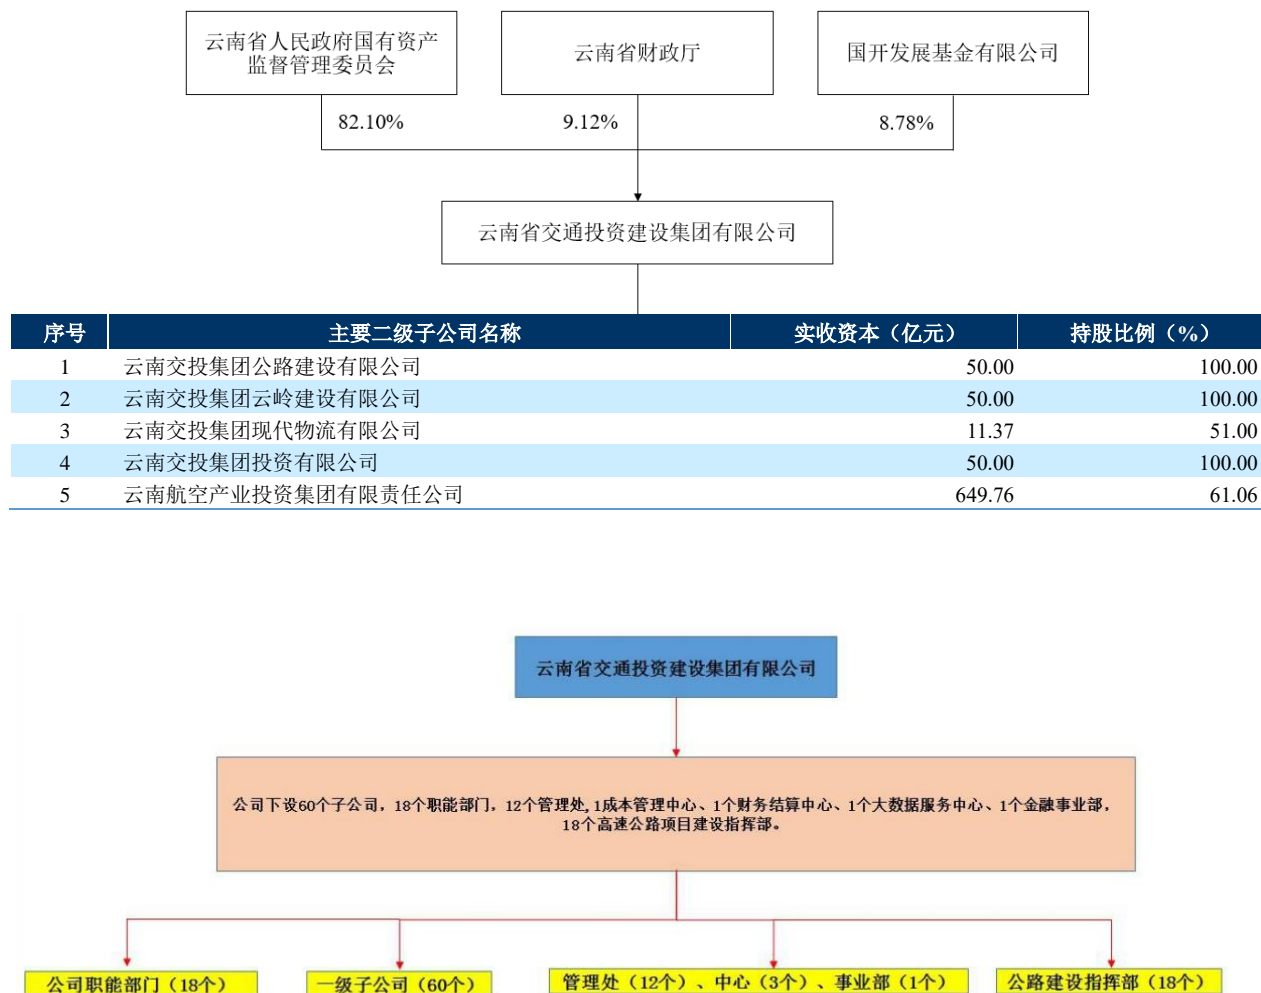 云南省人民政府国有资产
监督管理委员会
云南省财政厅
国开发展基金有限公司
82.10%
9.12%
8.78%
云南省交通投资建设集团有限公司
序号 主要二级子公司名称 实收资本（亿元） 持股比例（%）
1 云南交投集团公路建设有限公司 50.00 100.00
2 云南交投集团云岭建设有限公司 50.00 100.00
3 云南交投集团现代物流有限公司 11.37 51.00
4 云南交投集团投资有限公司 50.00 100.00
5 云南航空产业投资集团有限责任公司 649.76 61.06
云南省交通投资建设集团有限公司
公司下设60个子公司，18个职能部门，12个管理处,1成本管理中心、1个财务结算中心、1个大数据服务中心、1个金融事业部，
18个高速公路项目建设指挥部。
公司职能部门（18个）
一级子公司（60个）
管理处（12个）、中心（3个）、事业部（1个）
公路建设指挥部（18个）